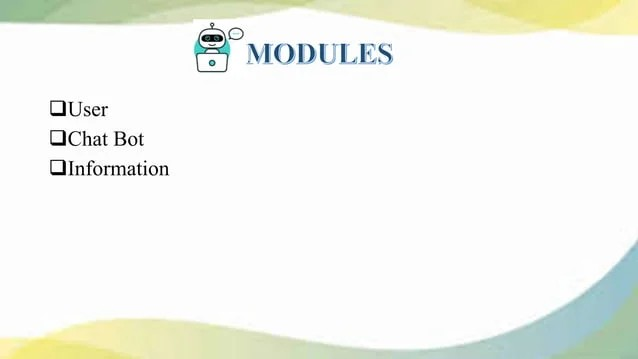 MODULES
❑User
❑Chat Bot
❑Information